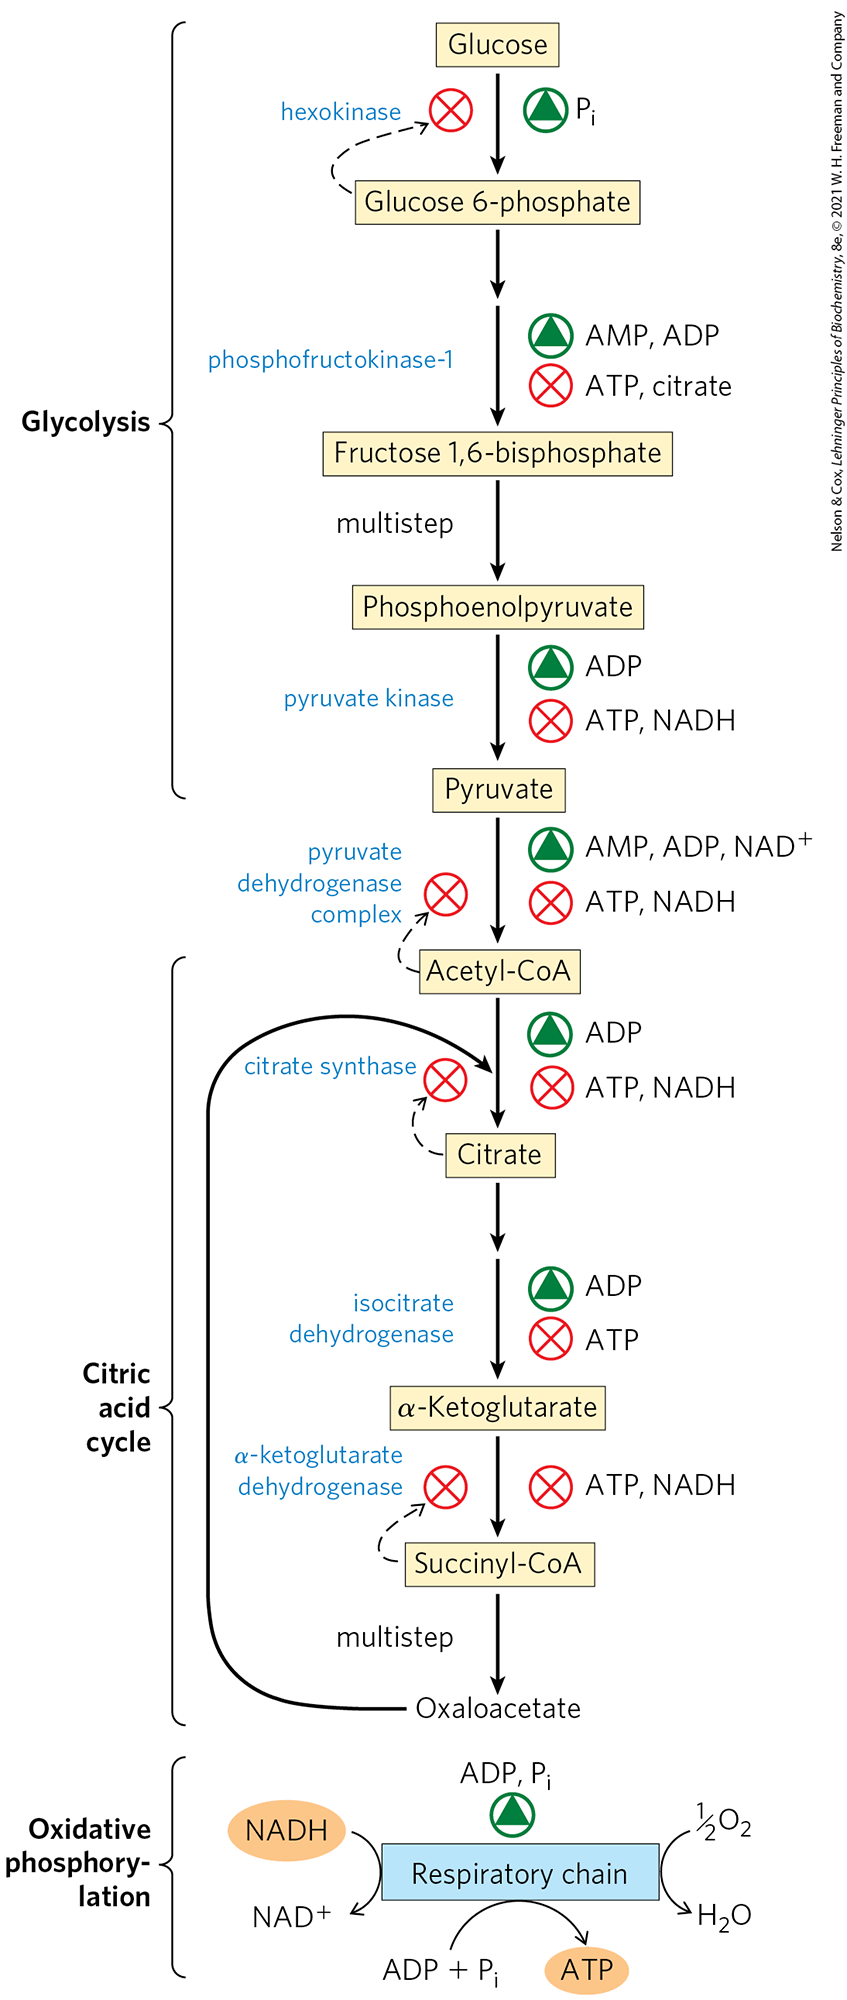 Glucose
hexokinase
Pᵢ
Glucose 6-phosphate
phosphofructokinase-1
AMP, ADP
ATP, citrate
Glycolysis
Fructose 1,6-bisphosphate
multistep
Phosphoenolpyruvate
ADP
pyruvate kinase
ATP, NADH
Pyruvate
pyruvate
dehydrogenase
complex
AMP, ADP, NAD⁺
ATP, NADH
Acetyl-CoA
ADP
citrate synthase
ATP, NADH
Citrate
isocitrate
dehydrogenase
ADP
ATP
Citric
acid
cycle
α-Ketoglutarate
α-ketoglutarate
dehydrogenase
ATP, NADH
Succinyl-CoA
multistep
Oxaloacetate
Oxidative
phosphory-
lation
ADP, Pᵢ
NADH
½O₂
Respiratory chain
NAD⁺
H₂O
ADP + Pᵢ
ATP
Nelson & Cox, Lehninger Principles of Biochemistry, 8e, © 2021 W. H. Freeman and Company